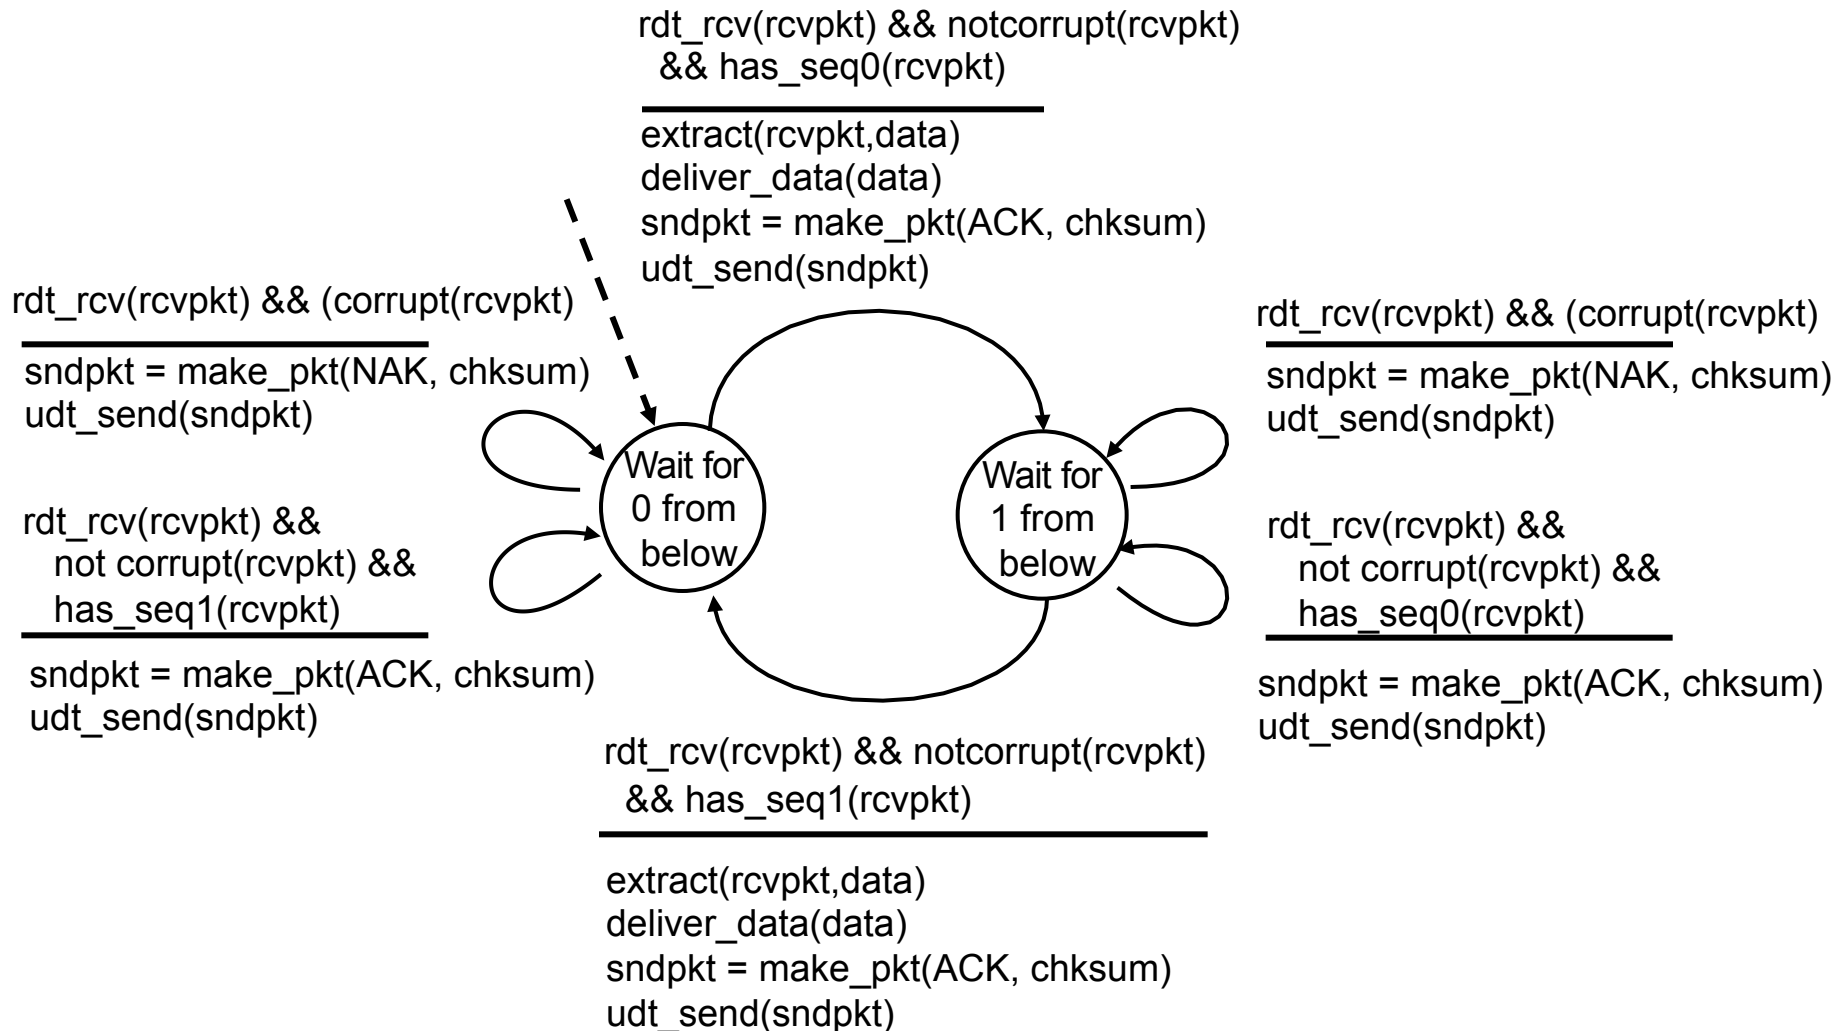 rdt_rcv(rcvpkt) && notcorrupt(rcvpkt)
&& has_seq0(rcvpkt)
extract(rcvpkt,data)
deliver_data(data)
sndpkt = make_pkt(ACK, chksum)
udt_send(sndpkt)
rdt_rcv(rcvpkt) && (corrupt(rcvpkt)
sndpkt = make_pkt(NAK, chksum)
udt_send(sndpkt)
rdt_rcv(rcvpkt) &&
not corrupt(rcvpkt) &&
has_seq1(rcvpkt)
sndpkt = make_pkt(ACK, chksum)
udt_send(sndpkt)
Wait for
0 from
below
Wait for
1 from
below
rdt_rcv(rcvpkt) && (corrupt(rcvpkt)
sndpkt = make_pkt(NAK, chksum)
udt_send(sndpkt)
rdt_rcv(rcvpkt) &&
not corrupt(rcvpkt) &&
has_seq0(rcvpkt)
sndpkt = make_pkt(ACK, chksum)
udt_send(sndpkt)
rdt_rcv(rcvpkt) && notcorrupt(rcvpkt)
&& has_seq1(rcvpkt)
extract(rcvpkt,data)
deliver_data(data)
sndpkt = make_pkt(ACK, chksum)
udt_send(sndpkt)